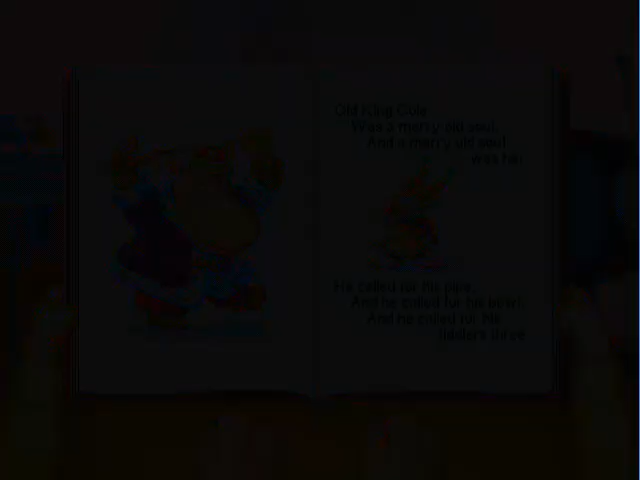 Old King Cole
Was a merry old soul,
And a merry old soul
was he;
He called for his pipe,
And he called for his bowl,
And he called for his
fiddlers three